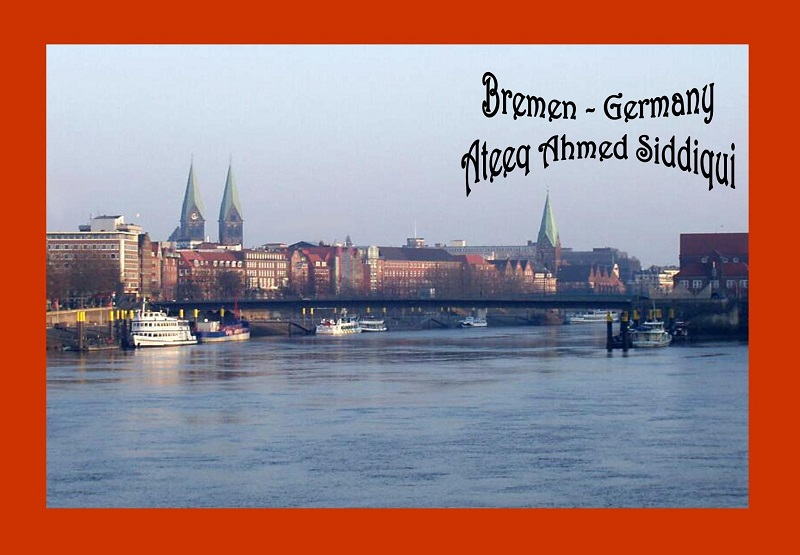 Bremen - Germany
Ateeq Ahmed Siddiqui